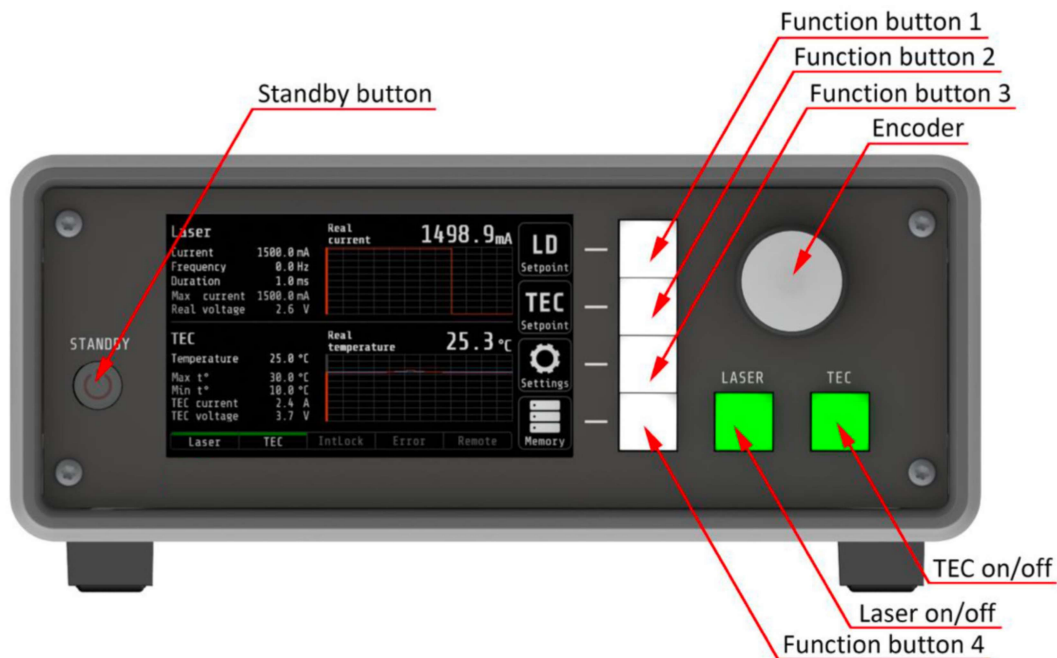 Function button 1
Function button 2
Function button 3
Encoder
Standby button
Laser
Current 1500.0 mA
Frequency 0.0 Hz
Duration 1.0 ms
Max current 1500.0 mA
Real voltage 2.6 V
Real current 1498.9 mA
LD
Setpoint
TEC
Setpoint
Settings
Memory
TEC
Temperature 25.0 °C
Max t° 30.0 °C
Min t° 10.0 °C
TEC current 2.4 A
TEC voltage 3.7 V
Real temperature 25.3 °C
Laser TEC IntLock Error Remote
STANDBY
LASER TEC
TEC on/off
Laser on/off
Function button 4